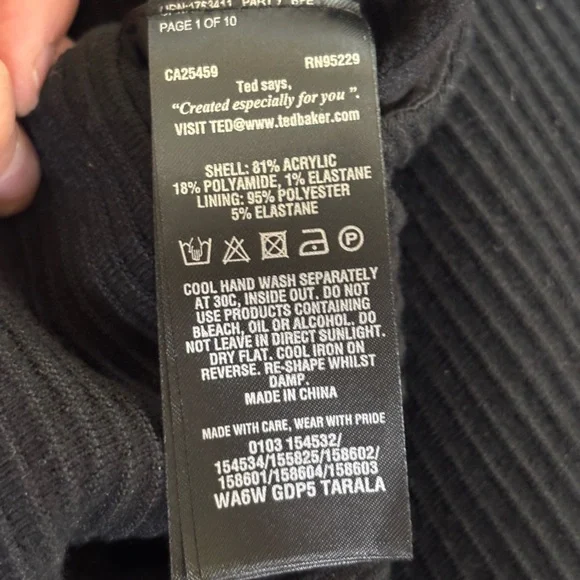 PAGE 1 OF 10
CA25459 RN95229
Ted says,
"Created especially for you".
VISIT TED@www.tedbaker.com
SHELL: 81% ACRYLIC
18% POLYAMIDE, 1% ELASTANE
LINING: 95% POLYESTER
5% ELASTANE
P
COOL HAND WASH SEPARATELY
AT 30C, INSIDE OUT. DO NOT
USE PRODUCTS CONTAINING
BLEACH, OIL OR ALCOHOL. DO
NOT LEAVE IN DIRECT SUNLIGHT.
DRY FLAT. COOL IRON ON
REVERSE. RE-SHAPE WHILST
DAMP.
MADE IN CHINA
MADE WITH CARE, WEAR WITH PRIDE
0103 154532/
154534/155825/158602/
158601/158604/158603
WA6W GDP5 TARALA